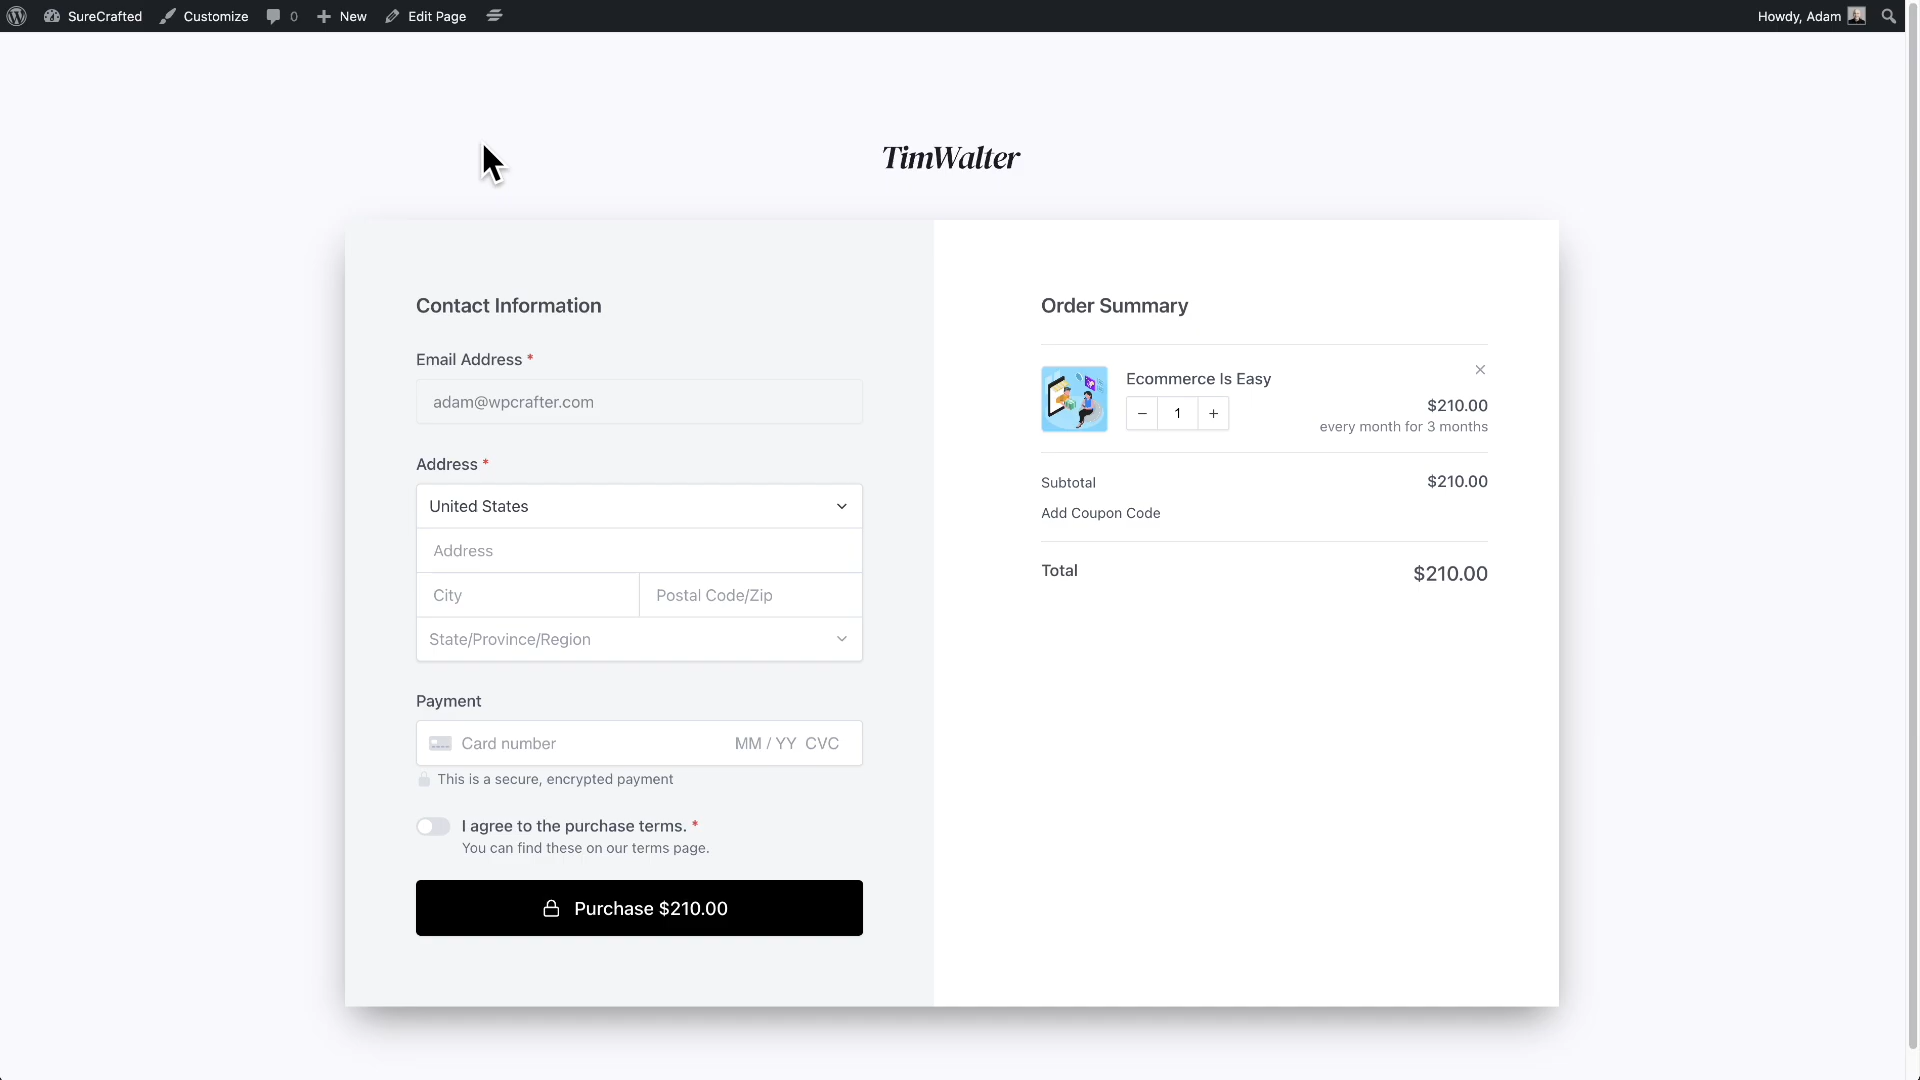 SureCrafted Customize 0 New Edit Page Howdy, Adam
TimWalter
Contact Information
Email Address *
adam@wpcrafter.com
Address *
United States
Address
City Postal Code/Zip
State/Province/Region
Payment
Card number MM / YY CVC
This is a secure, encrypted payment
I agree to the purchase terms. *
You can find these on our terms page.
Purchase $210.00
Order Summary
Ecommerce Is Easy
− 1 +
$210.00
every month for 3 months
Subtotal $210.00
Add Coupon Code
Total $210.00